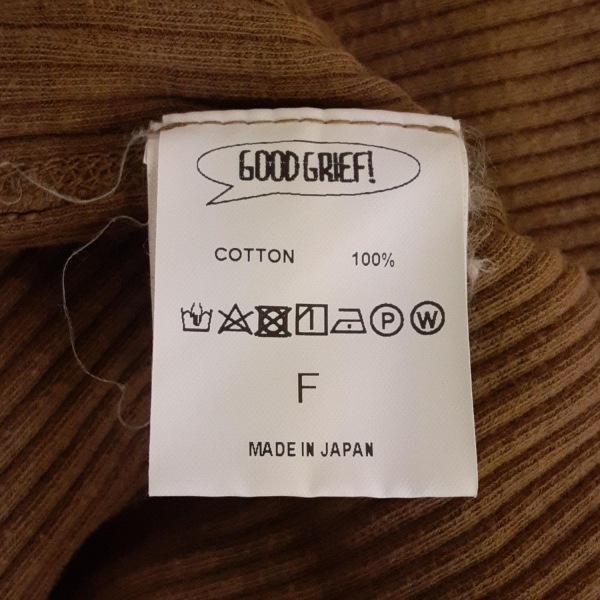 GOOD GRIEF!
COTTON 100%
P W
F
MADE IN JAPAN